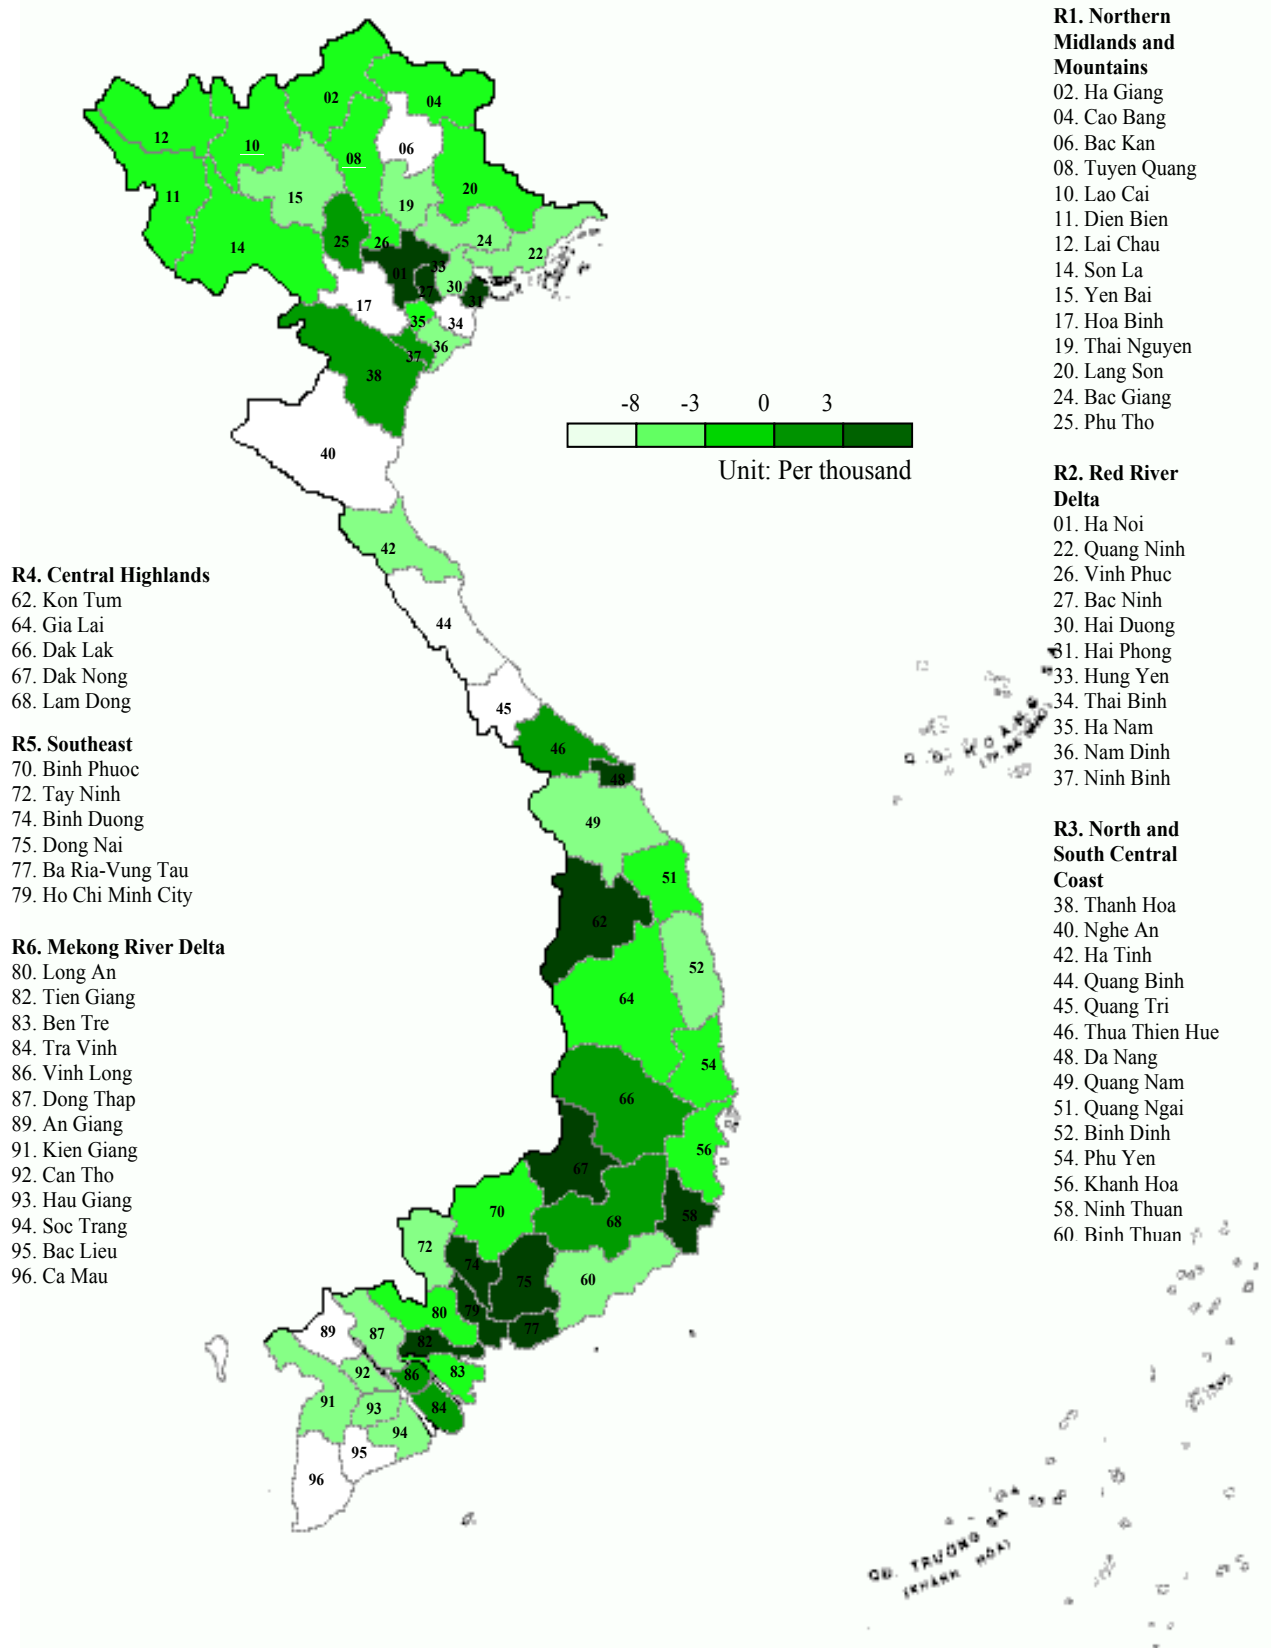 R1. Northern
Midlands and
Mountains
02. Ha Giang
04. Cao Bang
06. Bac Kan
08. Tuyen Quang
10. Lao Cai
11. Dien Bien
12. Lai Chau
14. Son La
15. Yen Bai
17. Hoa Binh
19. Thai Nguyen
20. Lang Son
24. Bac Giang
25. Phu Tho
R2. Red River
Delta
01. Ha Noi
22. Quang Ninh
26. Vinh Phuc
27. Bac Ninh
30. Hai Duong
31. Hai Phong
33. Hung Yen
34. Thai Binh
35. Ha Nam
36. Nam Dinh
37. Ninh Binh
R3. North and
South Central
Coast
38. Thanh Hoa
40. Nghe An
42. Ha Tinh
44. Quang Binh
45. Quang Tri
46. Thua Thien Hue
48. Da Nang
49. Quang Nam
51. Quang Ngai
52. Binh Dinh
54. Phu Yen
56. Khanh Hoa
58. Ninh Thuan
60. Binh Thuan
R4. Central Highlands
62. Kon Tum
64. Gia Lai
66. Dak Lak
67. Dak Nong
68. Lam Dong
R5. Southeast
70. Binh Phuoc
72. Tay Ninh
74. Binh Duong
75. Dong Nai
77. Ba Ria-Vung Tau
79. Ho Chi Minh City
R6. Mekong River Delta
80. Long An
82. Tien Giang
83. Ben Tre
84. Tra Vinh
86. Vinh Long
87. Dong Thap
89. An Giang
91. Kien Giang
92. Can Tho
93. Hau Giang
94. Soc Trang
95. Bac Lieu
96. Ca Mau
-8 -3 0 3
Unit: Per thousand
02
04
12
10
08
06
11
15
19
20
14
25
26
24
22
01
33
30
27
31
17
35
34
36
37
38
40
42
44
45
46
48
49
51
62
52
64
54
66
56
67
58
68
70
72
74
75
60
79
77
80
89
87
82
92
86
83
91
93
84
94
95
96
QĐ. TRƯỜNG SA
(KHÁNH HÒA)